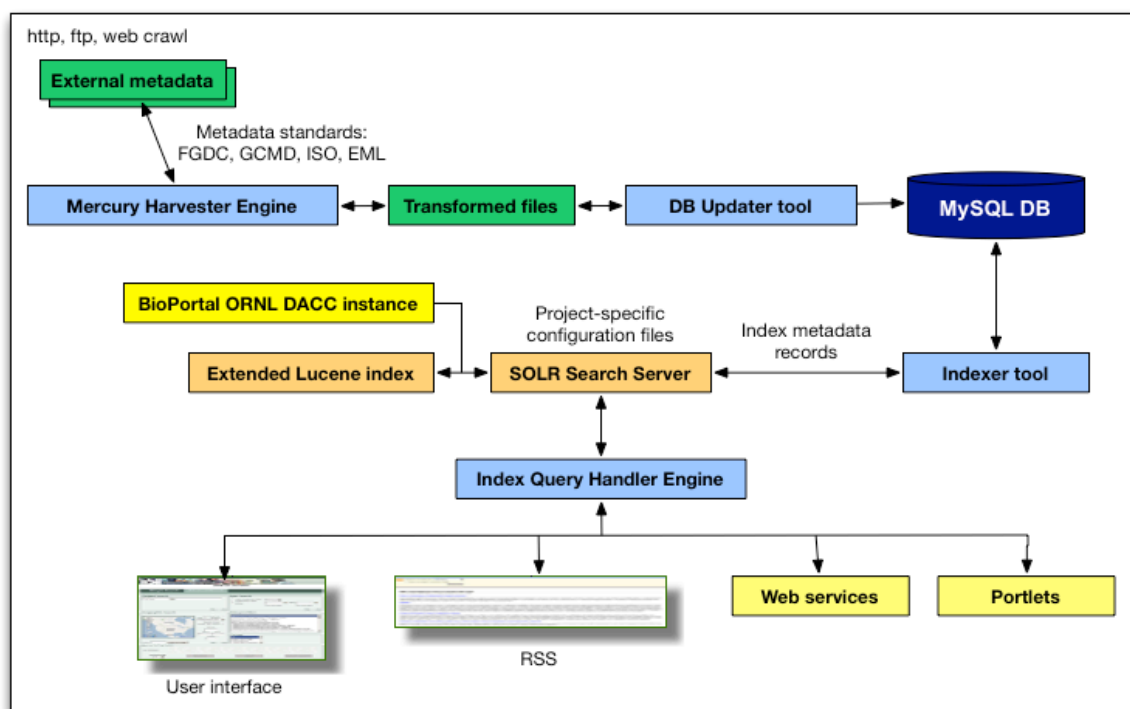 http, ftp, web crawl
External metadata
Metadata standards:
FGDC, GCMD, ISO, EML
Mercury Harvester Engine
Transformed files
DB Updater tool
MySQL DB
BioPortal ORNL DACC instance
Project-specific
configuration files
Index metadata
records
Extended Lucene index
SOLR Search Server
Indexer tool
Index Query Handler Engine
Web services
Portlets
RSS
User interface